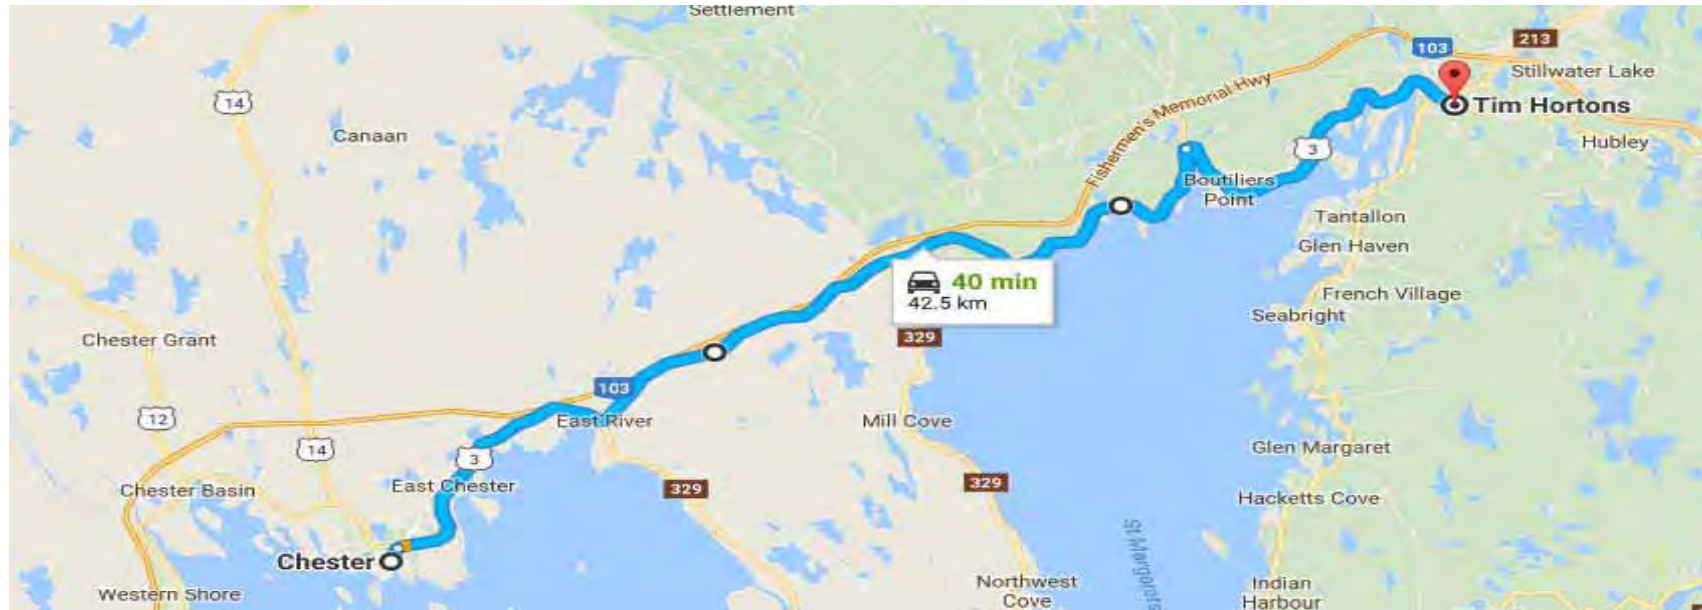 Settlement
103
213
Stillwater Lake
14
Tim Hortons
Canaan
Fishermen's Memorial Hwy
Hubley
3
Boutiliers
Point
Tantallon
Glen Haven
40 min
42.5 km
French Village
Seabright
329
Chester Grant
103
12
East River
Mill Cove
14
3
Glen Margaret
East Chester
Chester Basin
329
329
Hacketts Cove
St Margarets
Chester
Western Shore
Northwest
Cove
Indian
Harbour